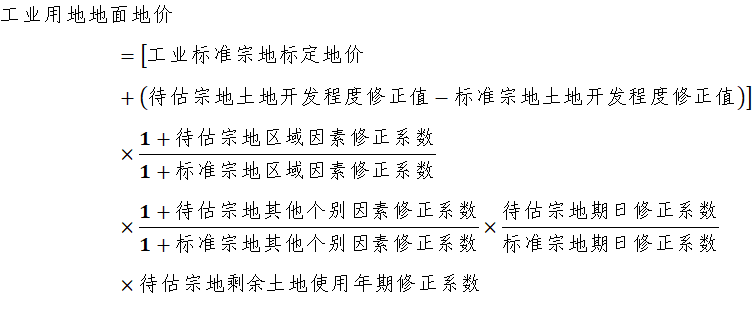 工业用地地面地价
=[工业标准宗地标定地价
+(待估宗地土地开发程度修正值-标准宗地土地开发程度修正值)]
×1+待估宗地区域因素修正系数
1+标准宗地区域因素修正系数
×1+待估宗地其他个别因素修正系数×待估宗地期日修正系数
1+标准宗地其他个别因素修正系数 标准宗地期日修正系数
×待估宗地剩余土地使用年期修正系数